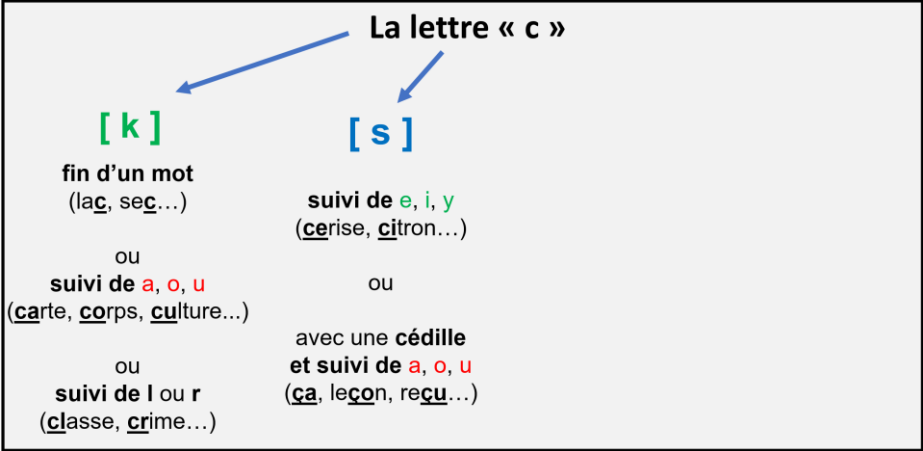 La lettre « c »
[ k ]
fin d'un mot
(lac, sec…)
ou
suivi de a, o, u
(carte, corps, culture...)
ou
suivi de l ou r
(classe, crime…)
[ s ]
suivi de e, i, y
(cerise, citron…)
ou
avec une cédille
et suivi de a, o, u
(ça, leçon, reçu…)